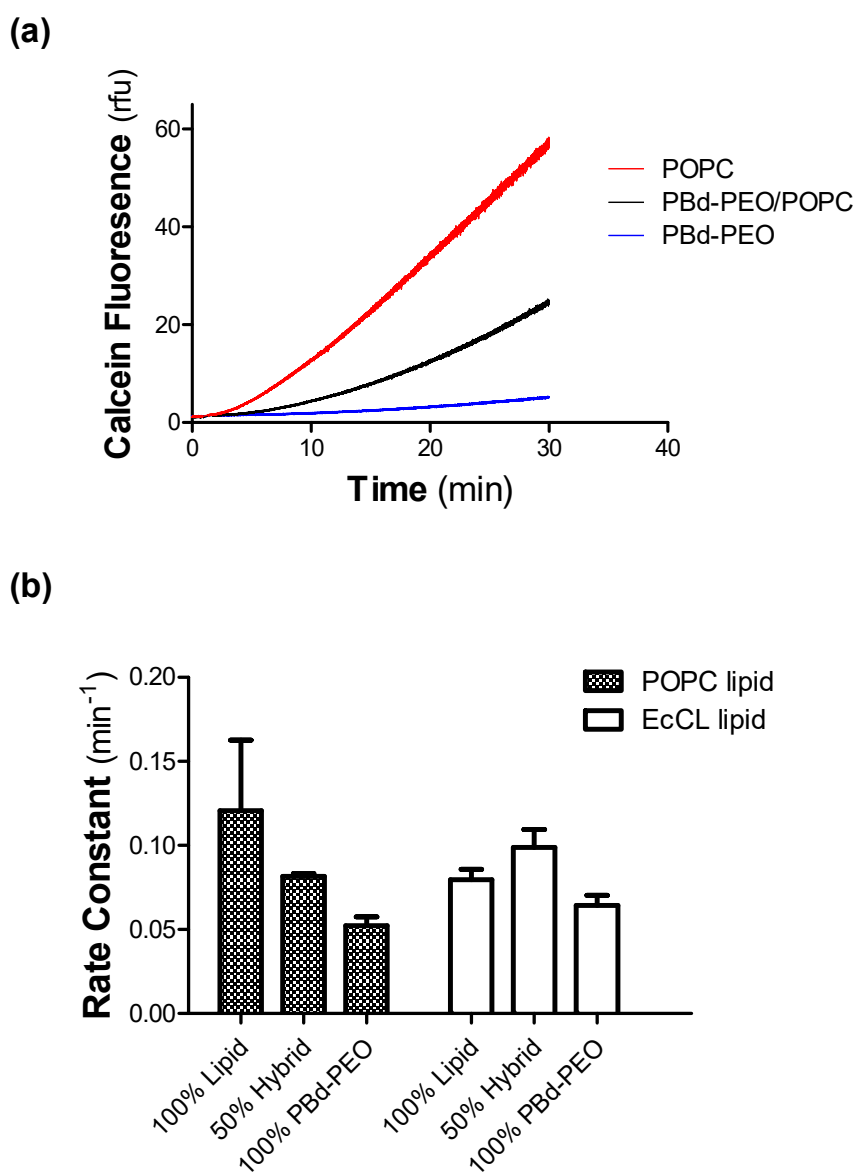 (a)
Calcein Fluoresence (rfu)
60
40
20
0
0 10 20 30 40
Time (min)
POPC
PBd-PEO/POPC
PBd-PEO
(b)
Rate Constant (min-1)
0.20
0.15
0.10
0.05
0.00
POPC lipid
EcCL lipid
100% Lipid
50% Hybrid
100% PBd-PEO
100% Lipid
50% Hybrid
100% PBd-PEO